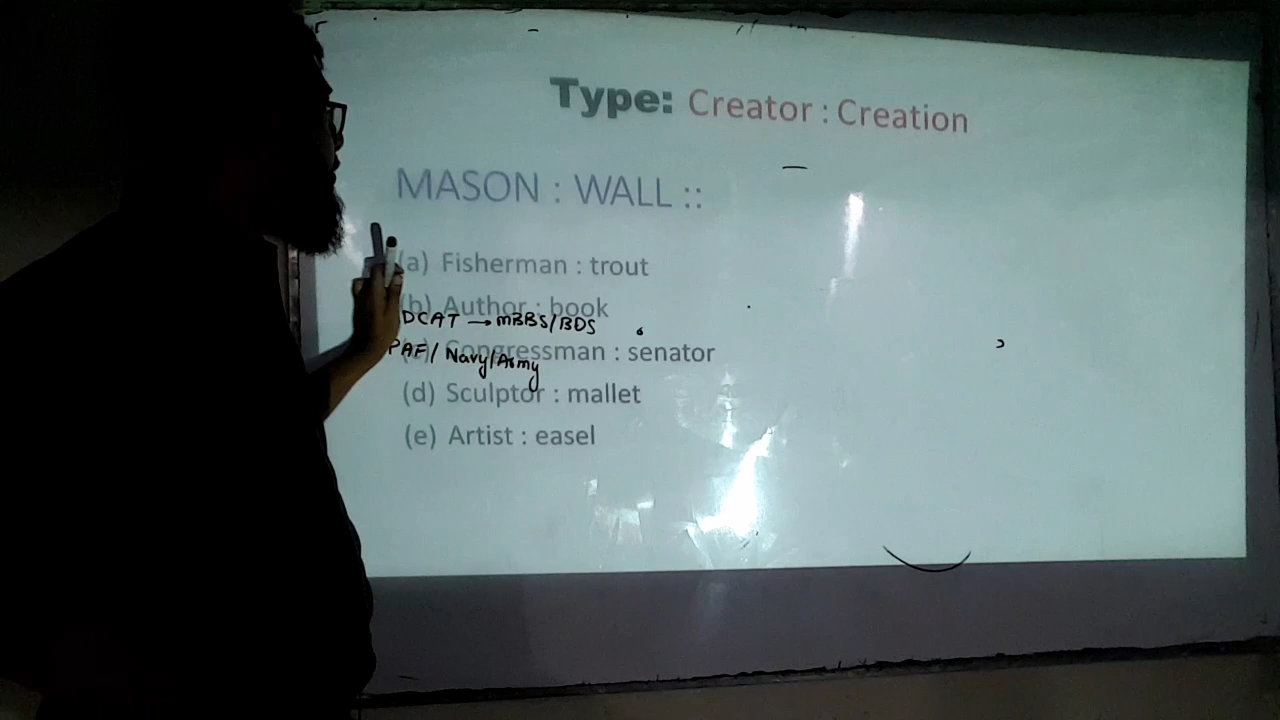 Type: Creator : Creation
MASON : WALL ::
(a) Fisherman : trout
(b) Author : book
DCAT → MBBS/BDS
(c) Congressman : senator
PAF/ Navy/Army
(d) Sculptor : mallet
(e) Artist : easel